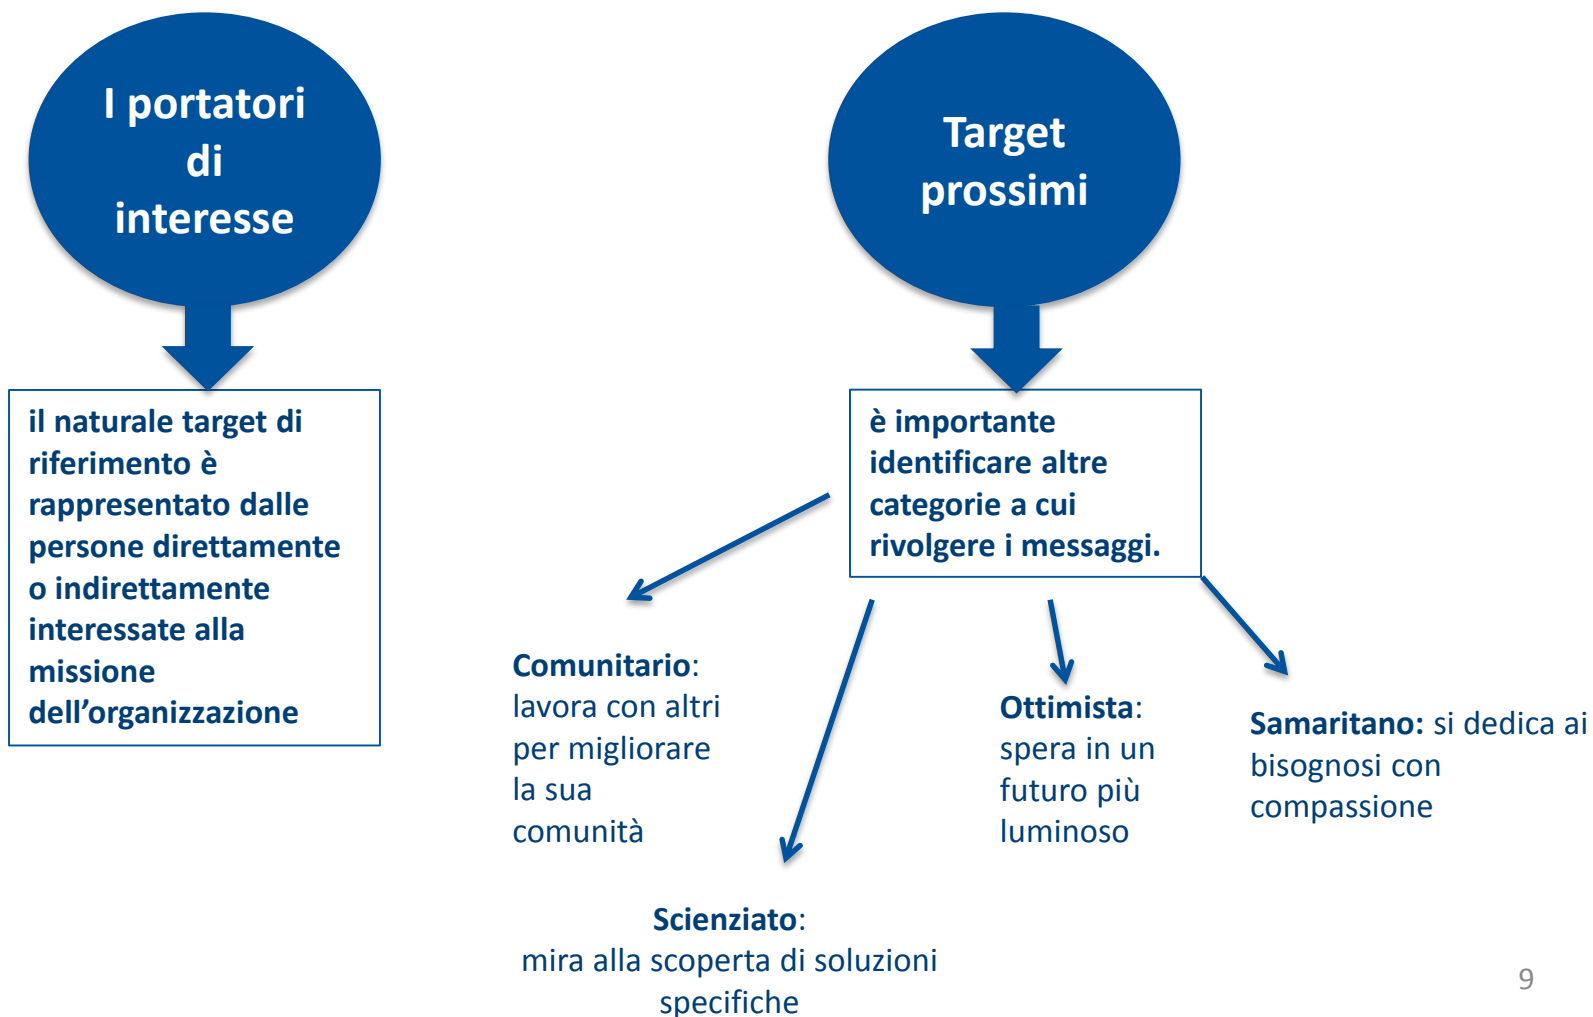 I portatori
di
interesse
il naturale target di
riferimento è
rappresentato dalle
persone direttamente
o indirettamente
interessate alla
missione
dell’organizzazione
Target
prossimi
è importante
identificare altre
categorie a cui
rivolgere i messaggi.
Comunitario:
lavora con altri
per migliorare
la sua
comunità
Scienziato:
mira alla scoperta di soluzioni
specifiche
Ottimista:
spera in un
futuro più
luminoso
Samaritano: si dedica ai
bisognosi con
compassione
9